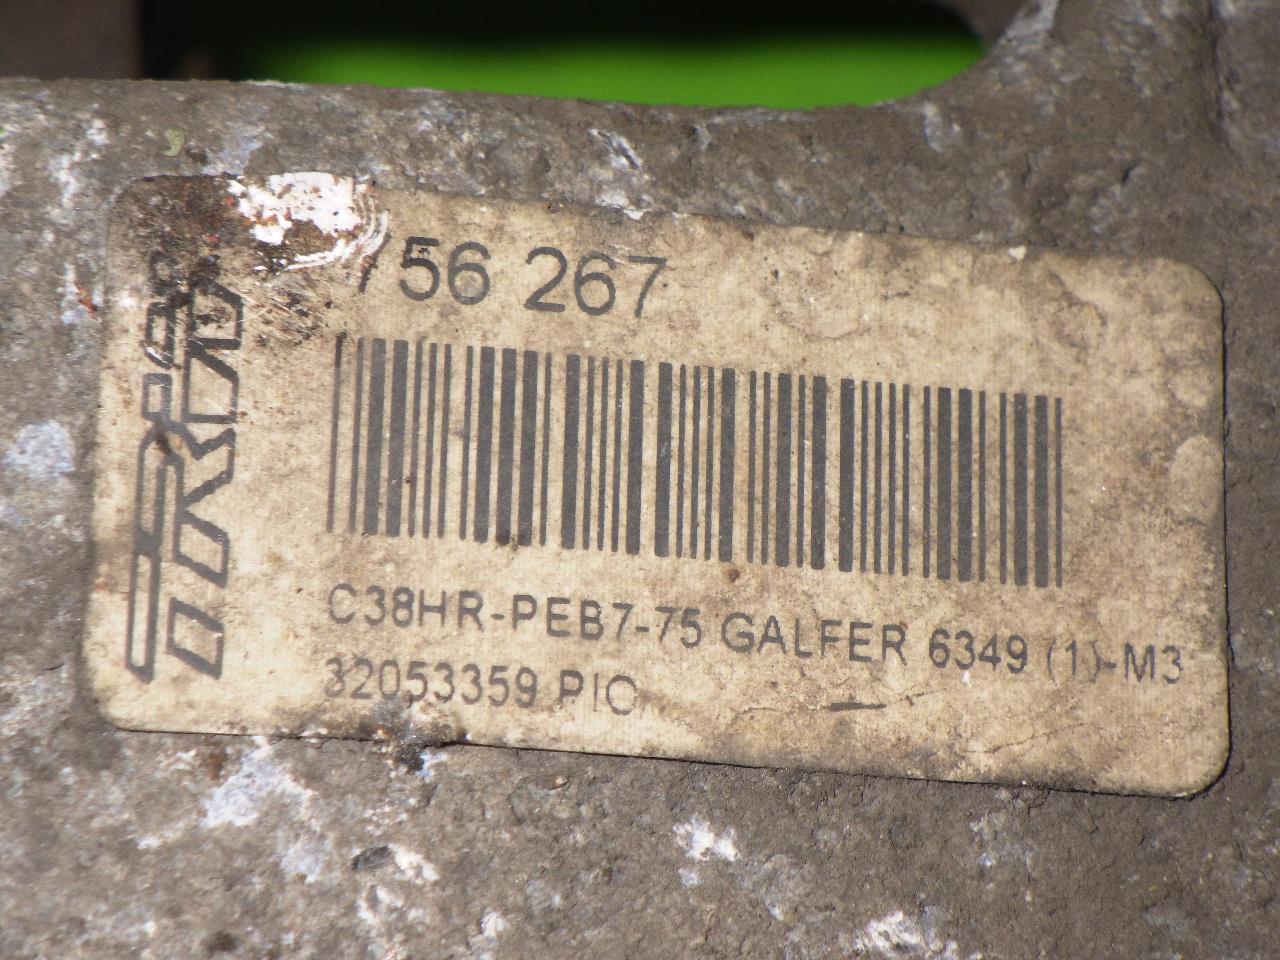 756 267
C38HR-PEB7-75 GALFER 6349 (1)-M3
32053359 PIO